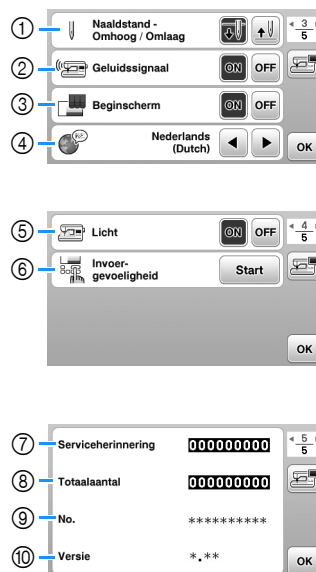 ① Naaldstand -
Omhoog / Omlaag
3
5
② Geluidssignaal ON OFF
③ Beginscherm ON OFF
④ Nederlands
(Dutch)
OK
⑤ Licht ON OFF
4
5
⑥ Invoer-
gevoeligheid Start
OK
⑦ Serviceherinnering 000000000
5
5
⑧ Totaalaantal 000000000
⑨ No. **********
⑩ Versie *.**
OK